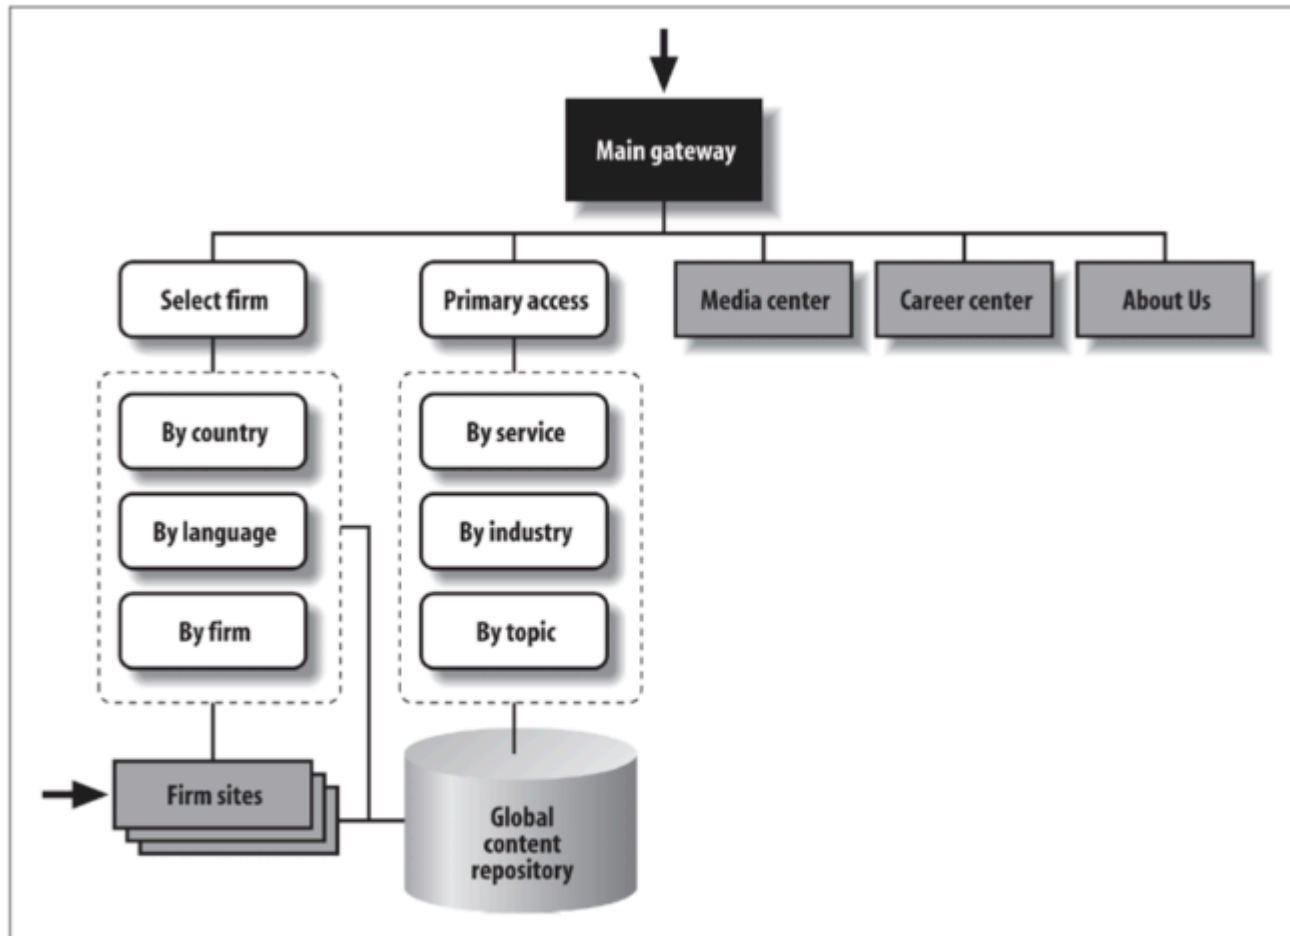 Main gateway
Select firm
Primary access
Media center
Career center
About Us
By country
By service
By language
By industry
By firm
By topic
Firm sites
Global
content
repository